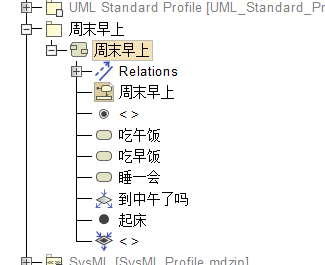 UML Standard Profile [UML_Standard_Pr
周末早上
周末早上
Relations
周末早上
< >
吃午饭
吃早饭
睡一会
到中午了吗
起床
< >
SysML [SysML_Profile.mdzip]